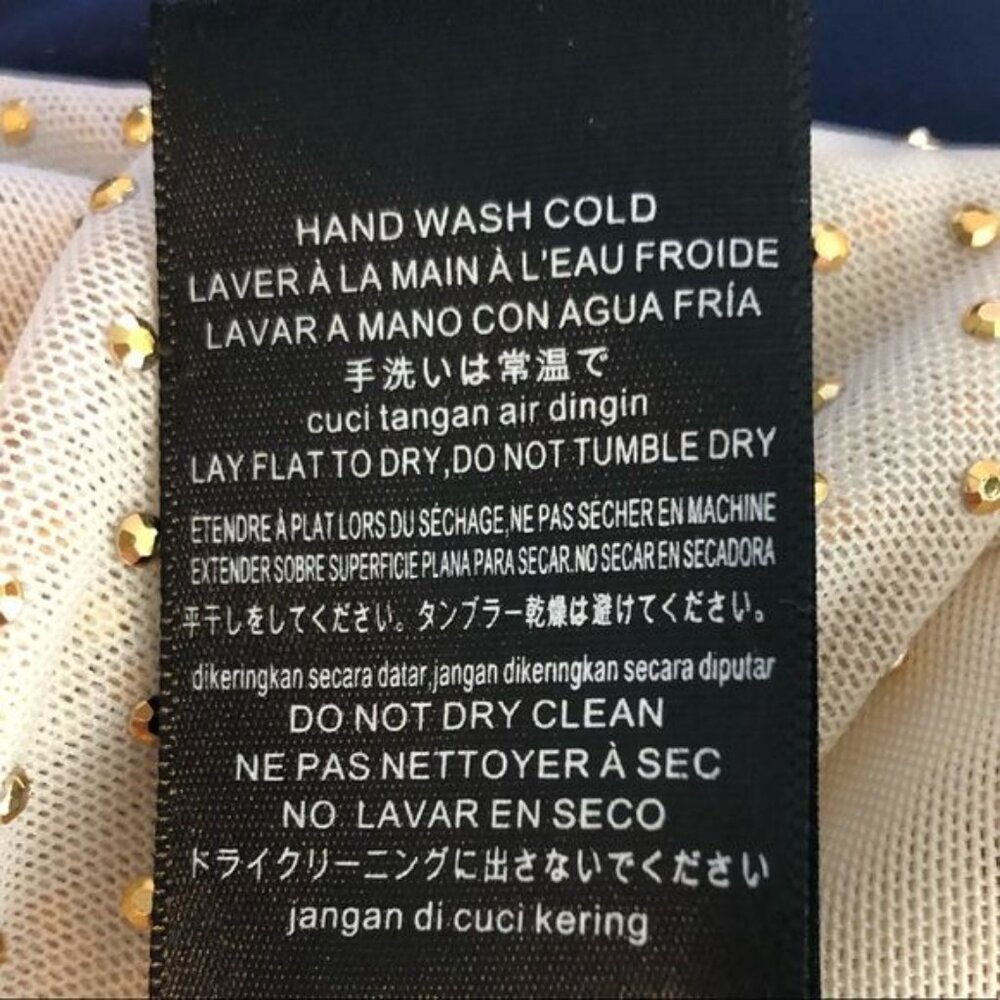 HAND WASH COLD
LAVER À LA MAIN À L'EAU FROIDE
LAVAR A MANO CON AGUA FRÍA
手洗いは常温で
cuci tangan air dingin
LAY FLAT TO DRY,DO NOT TUMBLE DRY
ÉTENDRE À PLAT LORS DU SÉCHAGE,NE PAS SÉCHER EN MACHINE
EXTENDER SOBRE SUPERFICIE PLANA PARA SECAR.NO SECAR EN SECADORA
平干しをしてください。タンブラー乾燥は避けてください。
dikeringkan secara datar,jangan dikeringkan secara diputar
DO NOT DRY CLEAN
NE PAS NETTOYER À SEC
NO LAVAR EN SECO
ドライクリーニングに出さないでください
jangan di cuci kering